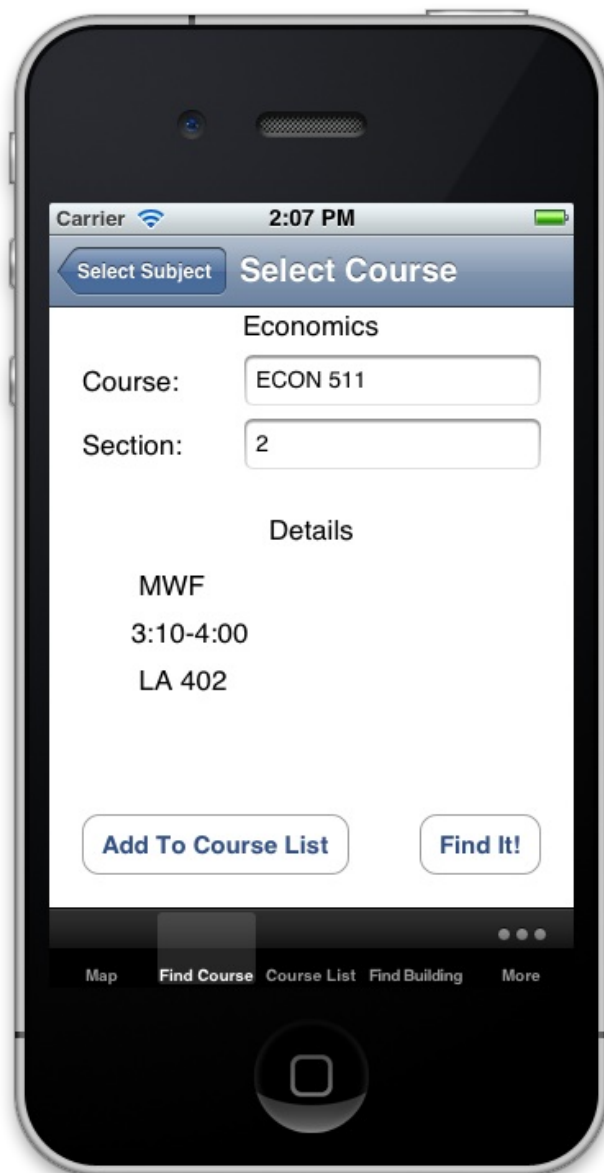 Carrier 2:07 PM
Select Subject Select Course
Economics
Course: ECON 511
Section: 2
Details
MWF
3:10-4:00
LA 402
Add To Course List Find It!
Map Find Course Course List Find Building More